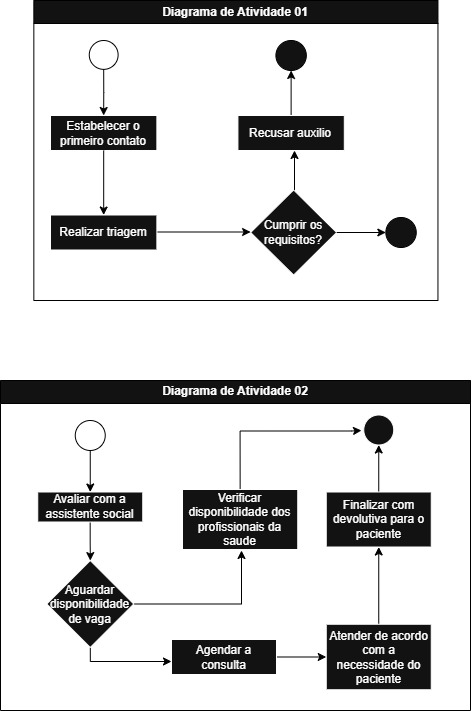 Diagrama de Atividade 01
Estabelecer o
primeiro contato
Recusar auxilio
Realizar triagem
Cumprir os
requisitos?
Diagrama de Atividade 02
Avaliar com a
assistente social
Verificar
disponibilidade dos
profissionais da
saude
Finalizar com
devolutiva para o
paciente
Aguardar
disponibilidade
de vaga
Agendar a
consulta
Atender de acordo
com a
necessidade do
paciente